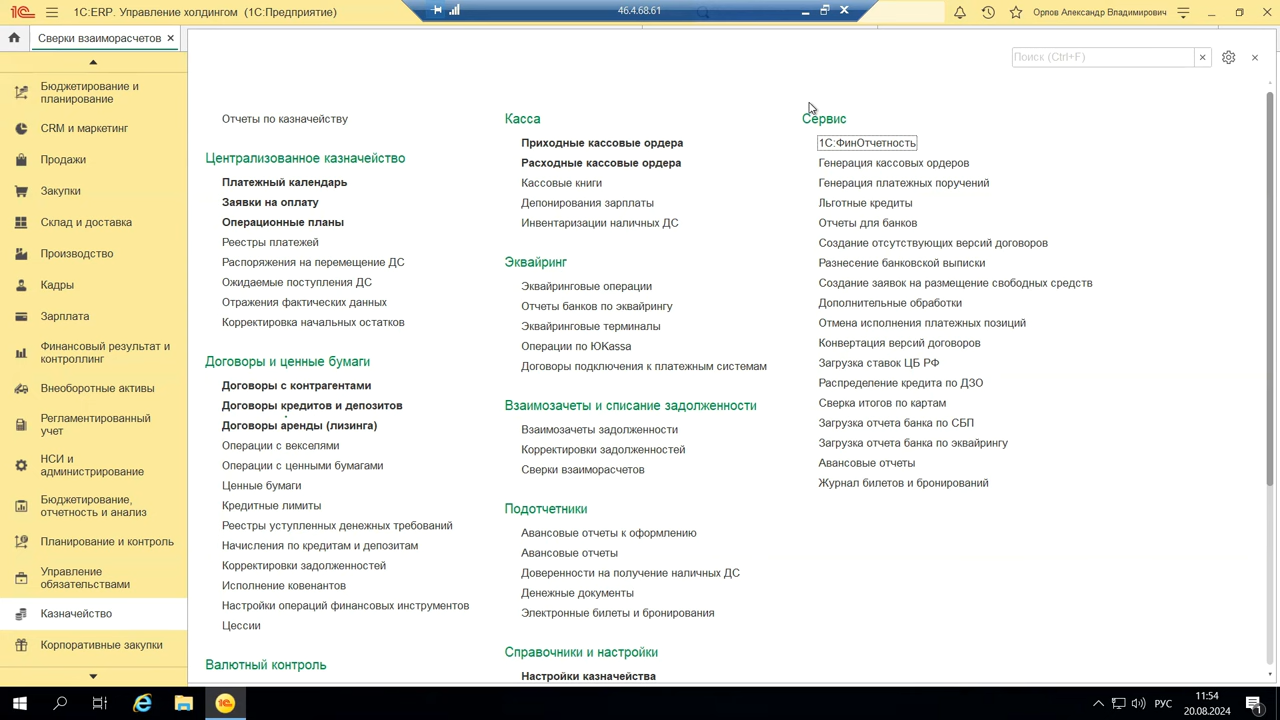 1С:ERP. Управление холдингом (1С:Предприятие)
46.4.68.61
Орлов Александр Владимирович
Сверки взаиморасчетов ×
Поиск (Ctrl+F)
Бюджетирование и
планирование
CRM и маркетинг
Продажи
Закупки
Склад и доставка
Производство
Кадры
Зарплата
Финансовый результат и
контроллинг
Внеоборотные активы
Регламентированный
учет
НСИ и
администрирование
Бюджетирование,
отчетность и анализ
Планирование и контроль
Управление
обязательствами
Казначейство
Корпоративные закупки
Отчеты по казначейству
Централизованное казначейство
Платежный календарь
Заявки на оплату
Операционные планы
Реестры платежей
Распоряжения на перемещение ДС
Ожидаемые поступления ДС
Отражения фактических данных
Корректировка начальных остатков
Договоры и ценные бумаги
Договоры с контрагентами
Договоры кредитов и депозитов
Договоры аренды (лизинга)
Операции с векселями
Операции с ценными бумагами
Ценные бумаги
Кредитные лимиты
Реестры уступленных денежных требований
Начисления по кредитам и депозитам
Корректировки задолженностей
Исполнение ковенантов
Настройки операций финансовых инструментов
Цессии
Валютный контроль
Касса
Приходные кассовые ордера
Расходные кассовые ордера
Кассовые книги
Депонирования зарплаты
Инвентаризации наличных ДС
Эквайринг
Эквайринговые операции
Отчеты банков по эквайрингу
Эквайринговые терминалы
Операции по ЮKassa
Договоры подключения к платежным системам
Взаимозачеты и списание задолженности
Взаимозачеты задолженности
Корректировки задолженностей
Сверки взаиморасчетов
Подотчетники
Авансовые отчеты к оформлению
Авансовые отчеты
Доверенности на получение наличных ДС
Денежные документы
Электронные билеты и бронирования
Справочники и настройки
Настройки казначейства
Сервис
1С:ФинОтчетность
Генерация кассовых ордеров
Генерация платежных поручений
Льготные кредиты
Отчеты для банков
Создание отсутствующих версий договоров
Разнесение банковской выписки
Создание заявок на размещение свободных средств
Дополнительные обработки
Отмена исполнения платежных позиций
Конвертация версий договоров
Загрузка ставок ЦБ РФ
Распределение кредита по ДЗО
Сверка итогов по картам
Загрузка отчета банка по СБП
Загрузка отчета банка по эквайрингу
Авансовые отчеты
Журнал билетов и бронирований
РУС
11:54
20.08.2024
1